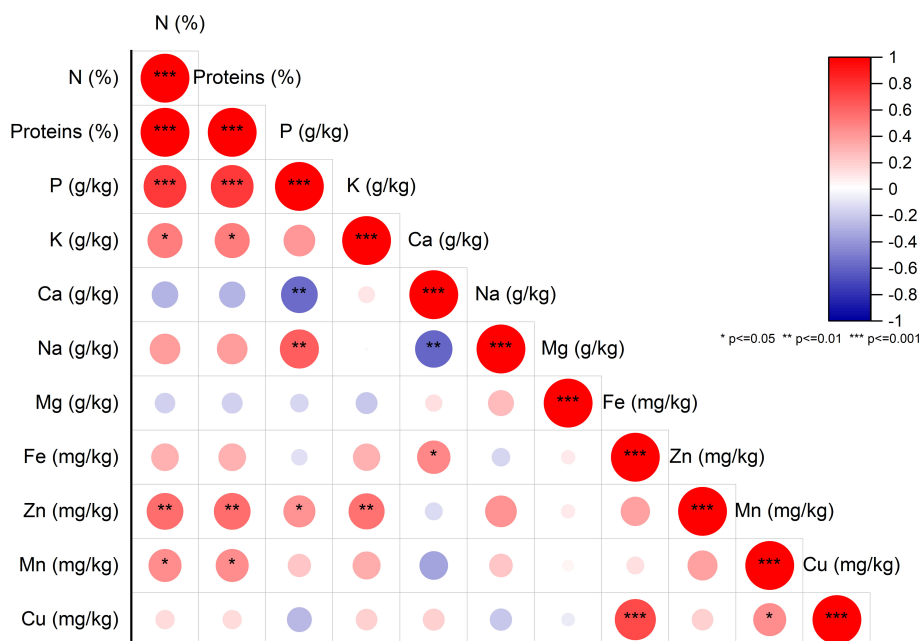 N (%)
N (%) *** Proteins (%)
Proteins (%) *** *** P (g/kg)
P (g/kg) *** *** *** K (g/kg)
K (g/kg) * * *** Ca (g/kg)
Ca (g/kg) ** *** Na (g/kg)
Na (g/kg) ** ** *** Mg (g/kg)
Mg (g/kg) *** Fe (mg/kg)
Fe (mg/kg) * *** Zn (mg/kg)
Zn (mg/kg) ** ** * ** *** Mn (mg/kg)
Mn (mg/kg) * * *** Cu (mg/kg)
Cu (mg/kg) *** * ***
1
0.8
0.6
0.4
0.2
0
-0.2
-0.4
-0.6
-0.8
-1
* p<=0.05 ** p<=0.01 *** p<=0.001